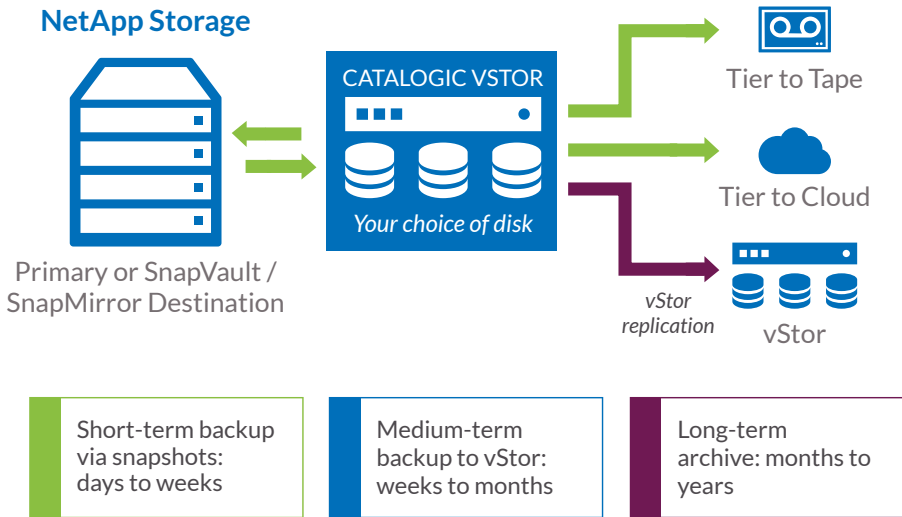 NetApp Storage
Primary or SnapVault /
SnapMirror Destination
CATALOGIC VSTOR
Your choice of disk
Tier to Tape
Tier to Cloud
vStor
replication
vStor
Short-term backup
via snapshots:
days to weeks
Medium-term
backup to vStor:
weeks to months
Long-term
archive: months to
years